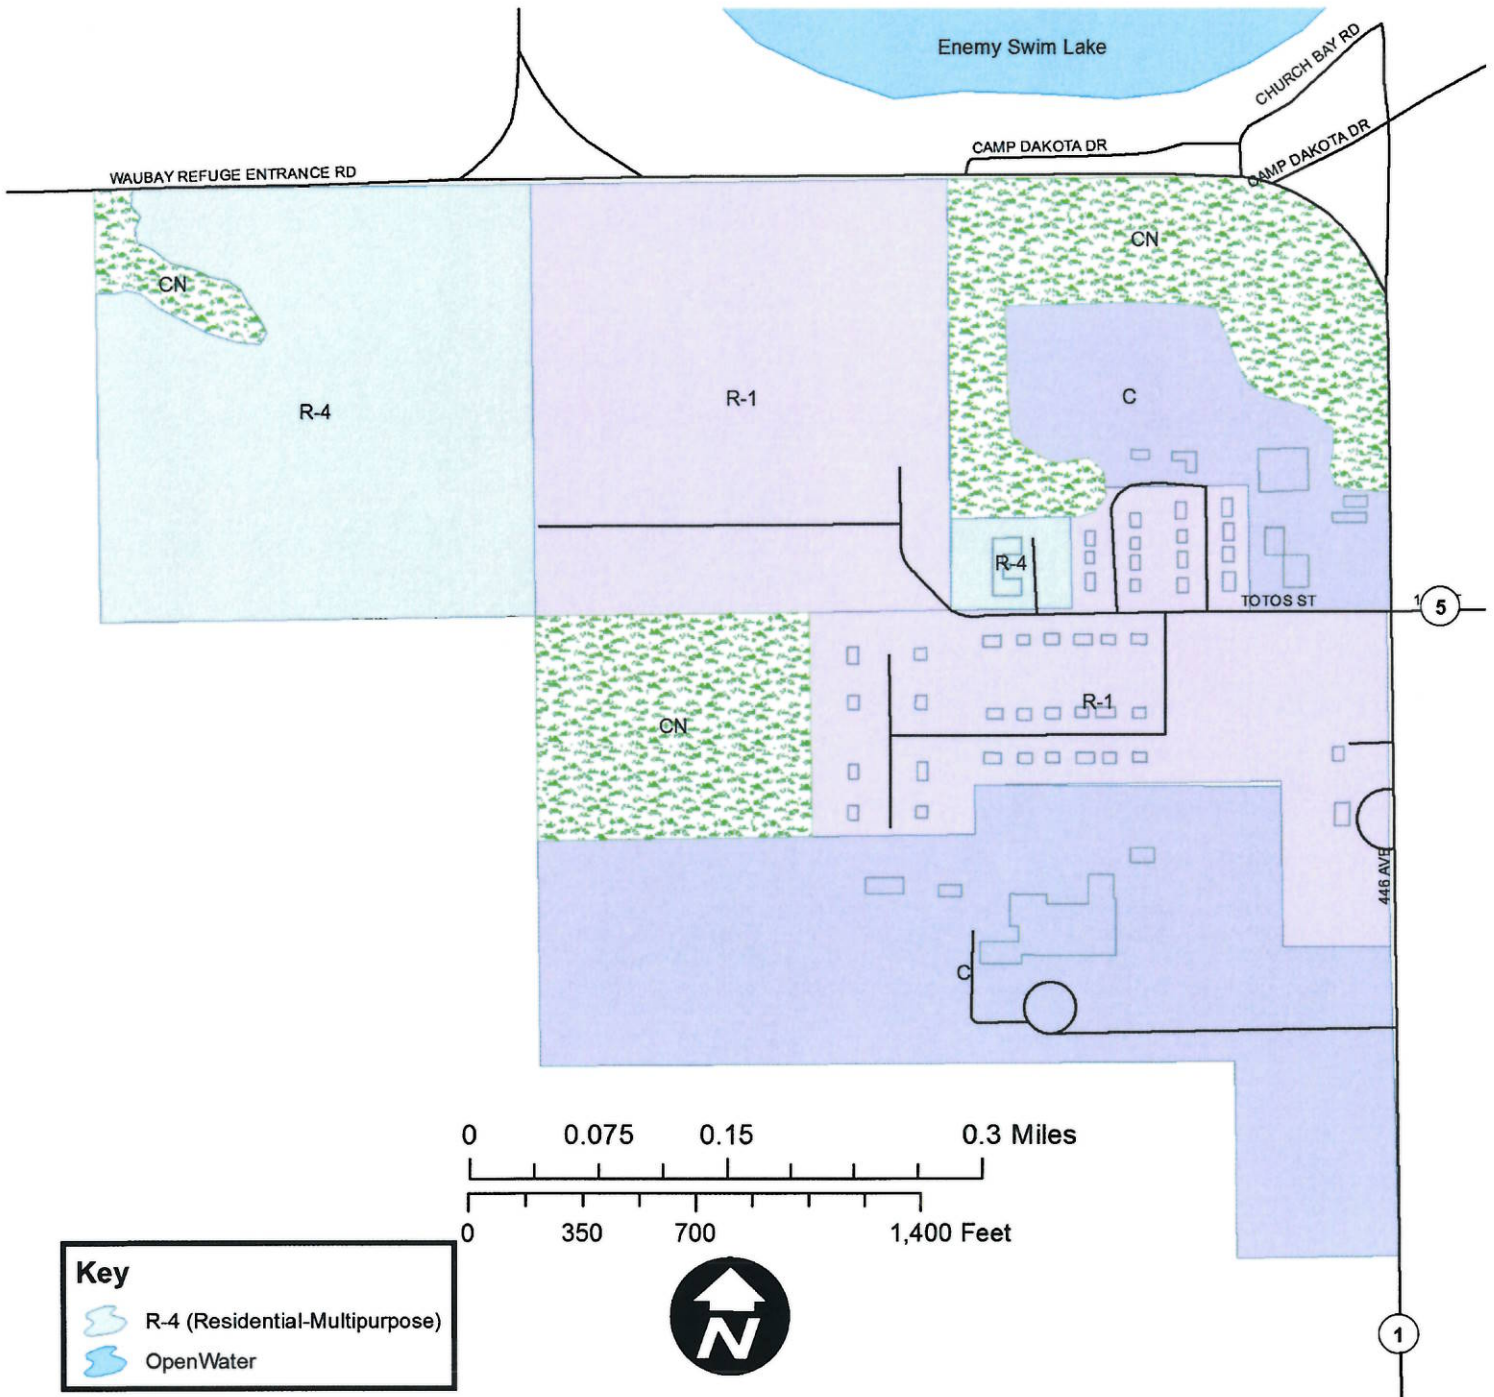 Enemy Swim Lake
CHURCH BAY RD
CAMP DAKOTA DR
CAMP DAKOTA DR
WAUBAY REFUGE ENTRANCE RD
CN
CN
R-4
R-1
C
R-4
TOTOS ST
5
CN
R-1
446 AVE
C
0 0.075 0.15 0.3 Miles
0 350 700 1,400 Feet
N
Key
R-4 (Residential-Multipurpose)
OpenWater
1